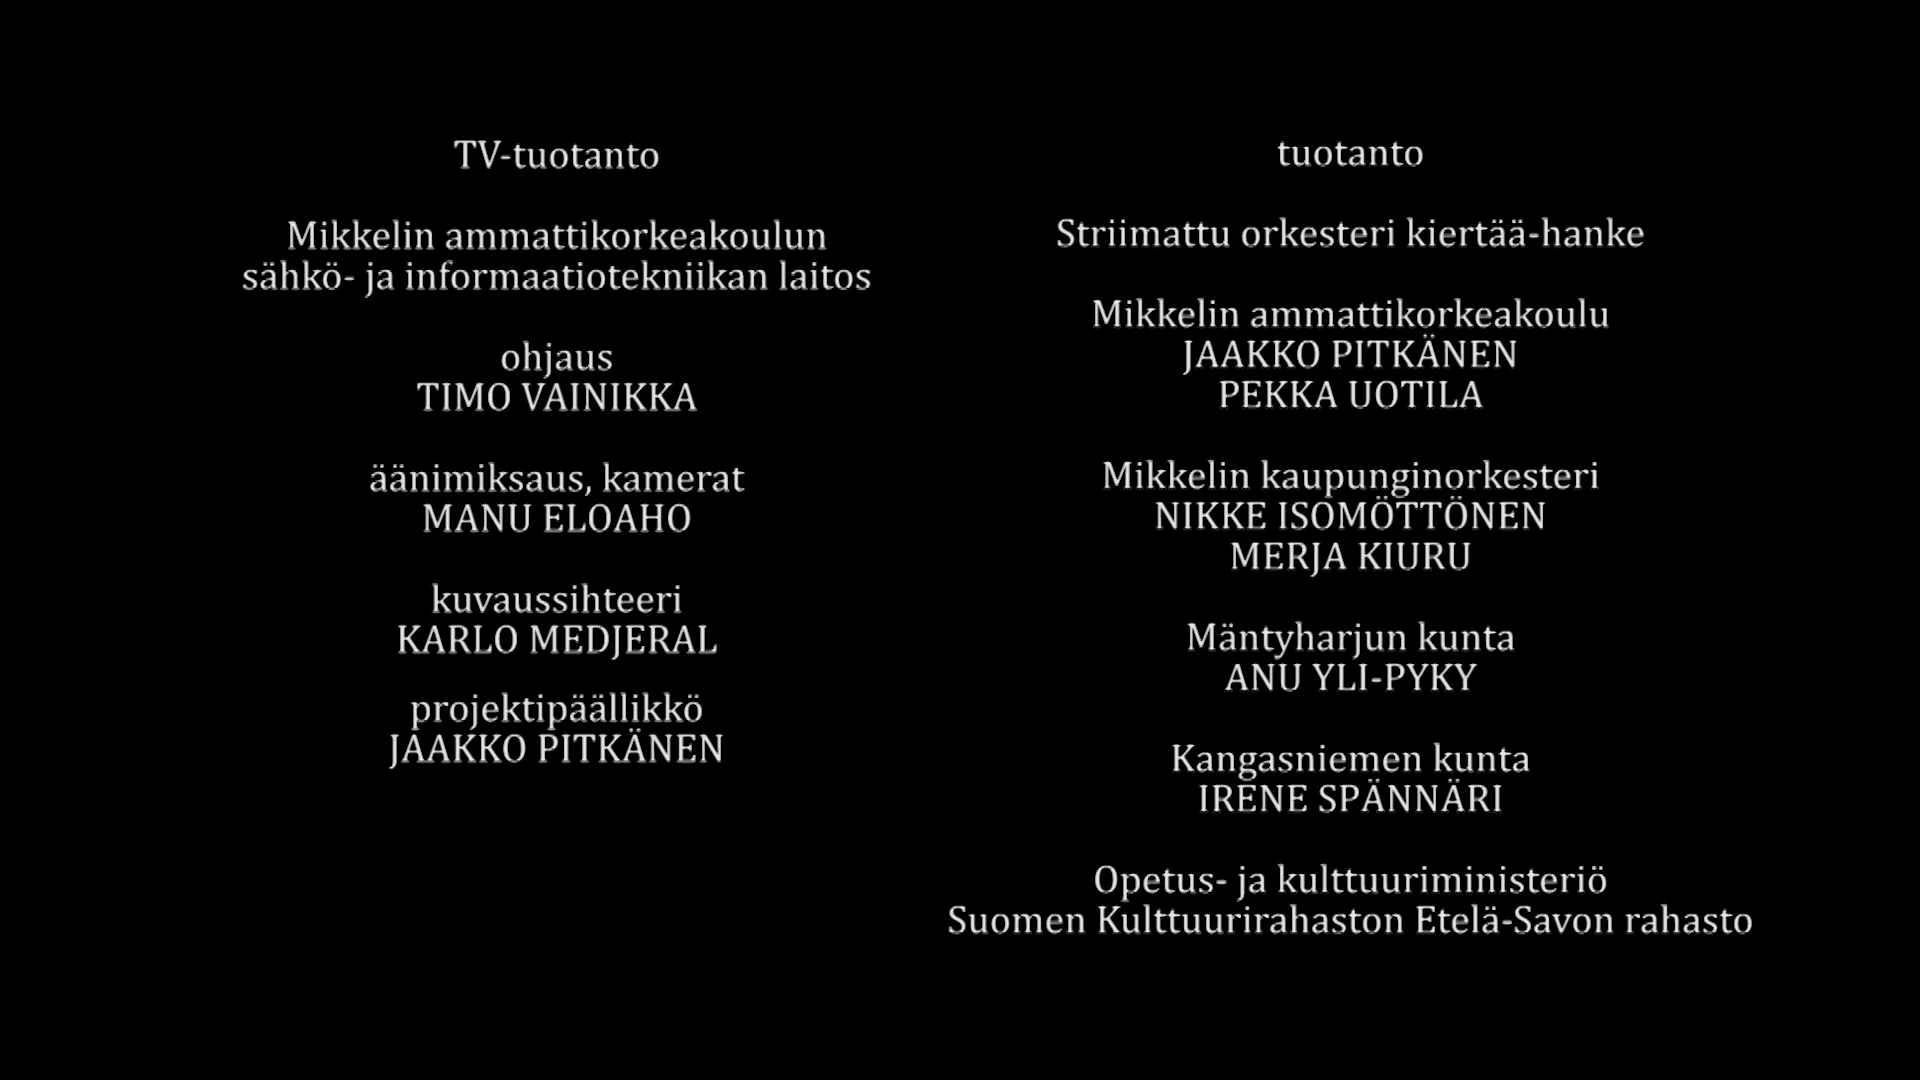 TV-tuotanto
Mikkelin ammattikorkeakoulun
sähkö- ja informaatiotekniikan laitos
ohjaus
TIMO VAINIKKA
äänimiksaus, kamerat
MANU ELOAHO
kuvaussihteeri
KARLO MEDJERAL
projektipäällikkö
JAAKKO PITKÄNEN
tuotanto
Striimattu orkesteri kiertää-hanke
Mikkelin ammattikorkeakoulu
JAAKKO PITKÄNEN
PEKKA UOTILA
Mikkelin kaupunginorkesteri
NIKKE ISOMÖTTÖNEN
MERJA KIURU
Mäntyharjun kunta
ANU YLI-PYKY
Kangasniemen kunta
IRENE SPÄNNÄRI
Opetus- ja kulttuuriministeriö
Suomen Kulttuurirahaston Etelä-Savon rahasto